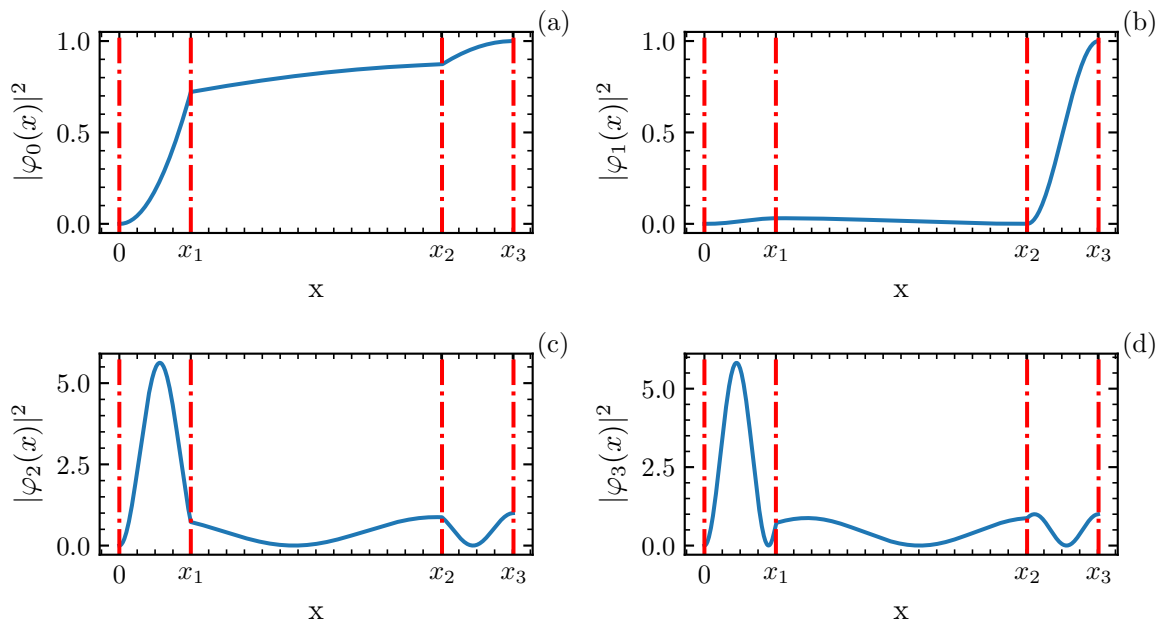 (a)
|φ₀(x)|²
1.0
0.5
0.0
0 x₁ x₂ x₃
x
(b)
|φ₁(x)|²
1.0
0.5
0.0
0 x₁ x₂ x₃
x
(c)
|φ₂(x)|²
5.0
2.5
0.0
0 x₁ x₂ x₃
x
(d)
|φ₃(x)|²
5.0
2.5
0.0
0 x₁ x₂ x₃
x